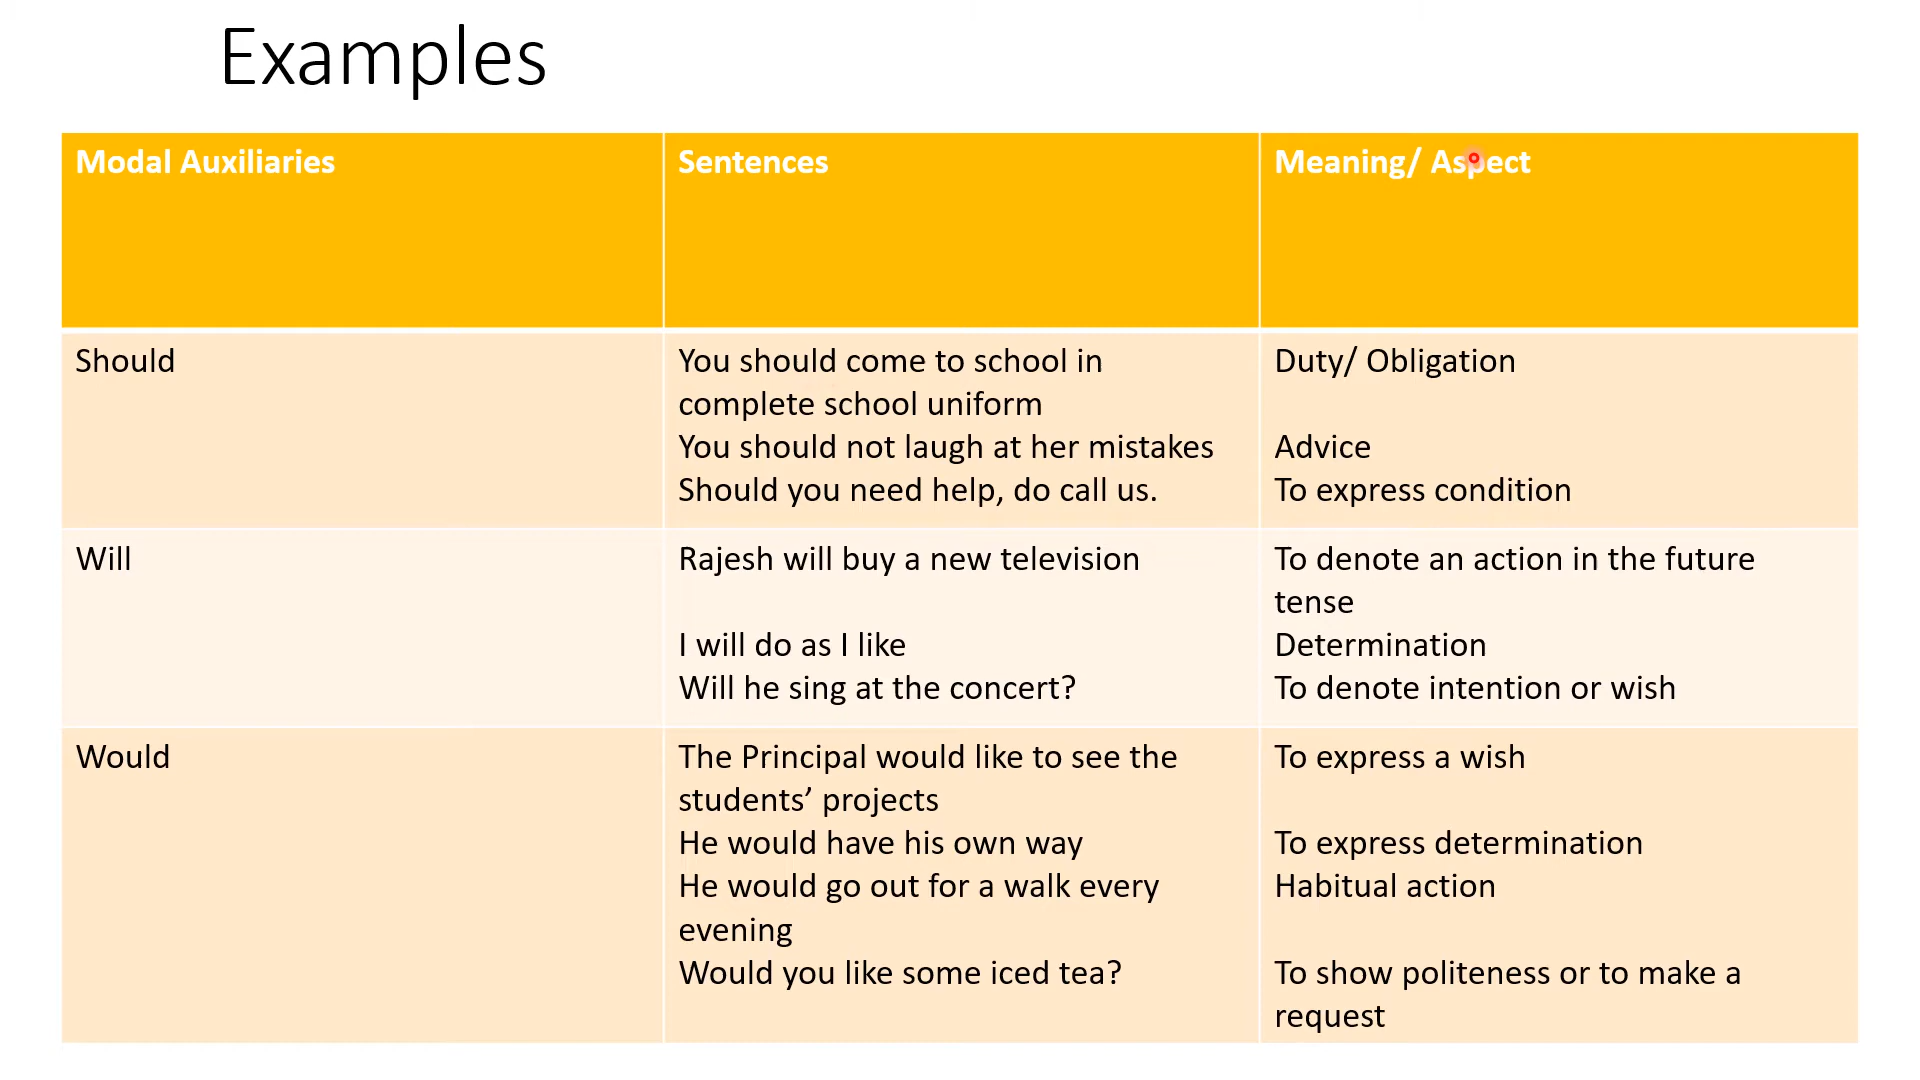 Examples
Modal Auxiliaries
Sentences
Meaning/ Aspect
Should
You should come to school in
complete school uniform
You should not laugh at her mistakes
Should you need help, do call us.
Duty/ Obligation
Advice
To express condition
Will
Rajesh will buy a new television
I will do as I like
Will he sing at the concert?
To denote an action in the future
tense
Determination
To denote intention or wish
Would
The Principal would like to see the
students’ projects
He would have his own way
He would go out for a walk every
evening
Would you like some iced tea?
To express a wish
To express determination
Habitual action
To show politeness or to make a
request